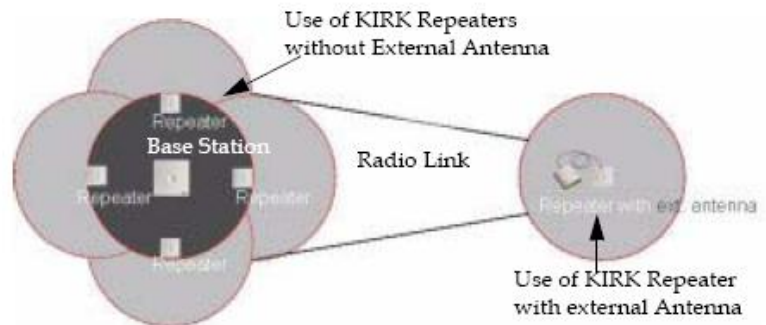 Use of KIRK Repeaters
without External Antenna
Repeater
Base Station
Radio Link
Repeater
Repeater
Repeater with ext. antenna
Repeater
Use of KIRK Repeater
with external Antenna